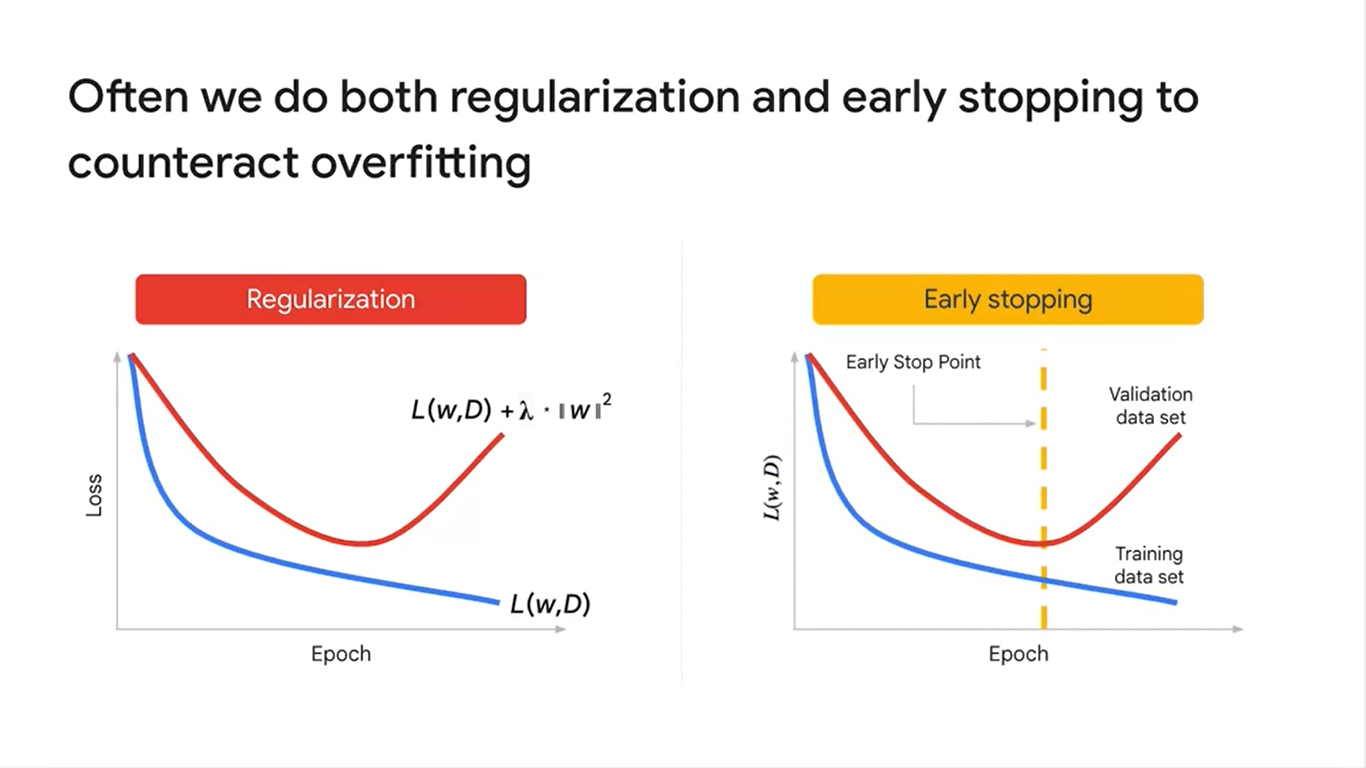 Often we do both regularization and early stopping to
counteract overfitting
Regularization
Loss
L(w,D) + λ · ‖ w ‖²
L(w,D)
Epoch
Early stopping
Early Stop Point
L(w, D)
Validation
data set
Training
data set
Epoch